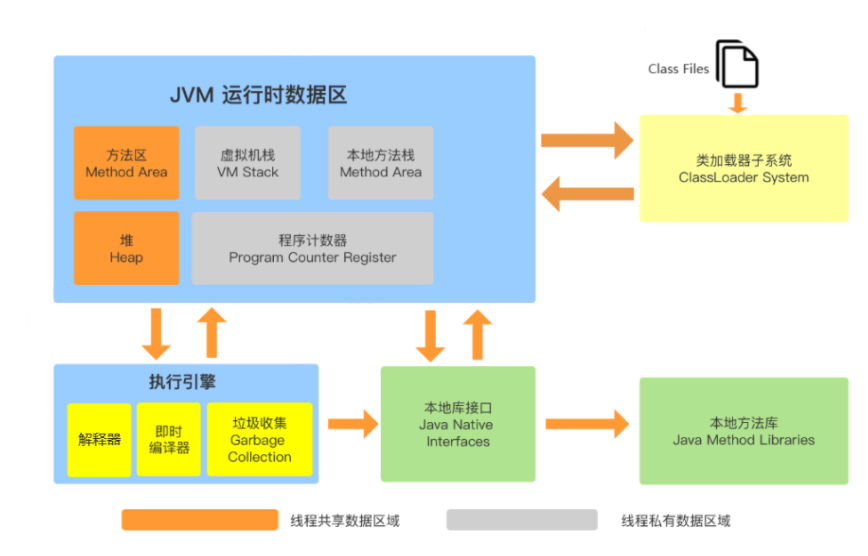 Class Files
JVM 运行时数据区
方法区
Method Area
虚拟机栈
VM Stack
本地方法栈
Method Area
类加载器子系统
ClassLoader System
堆
Heap
程序计数器
Program Counter Register
执行引擎
解释器
即时
编译器
垃圾收集
Garbage
Collection
本地库接口
Java Native
Interfaces
本地方法库
Java Method Libraries
线程共享数据区域
线程私有数据区域